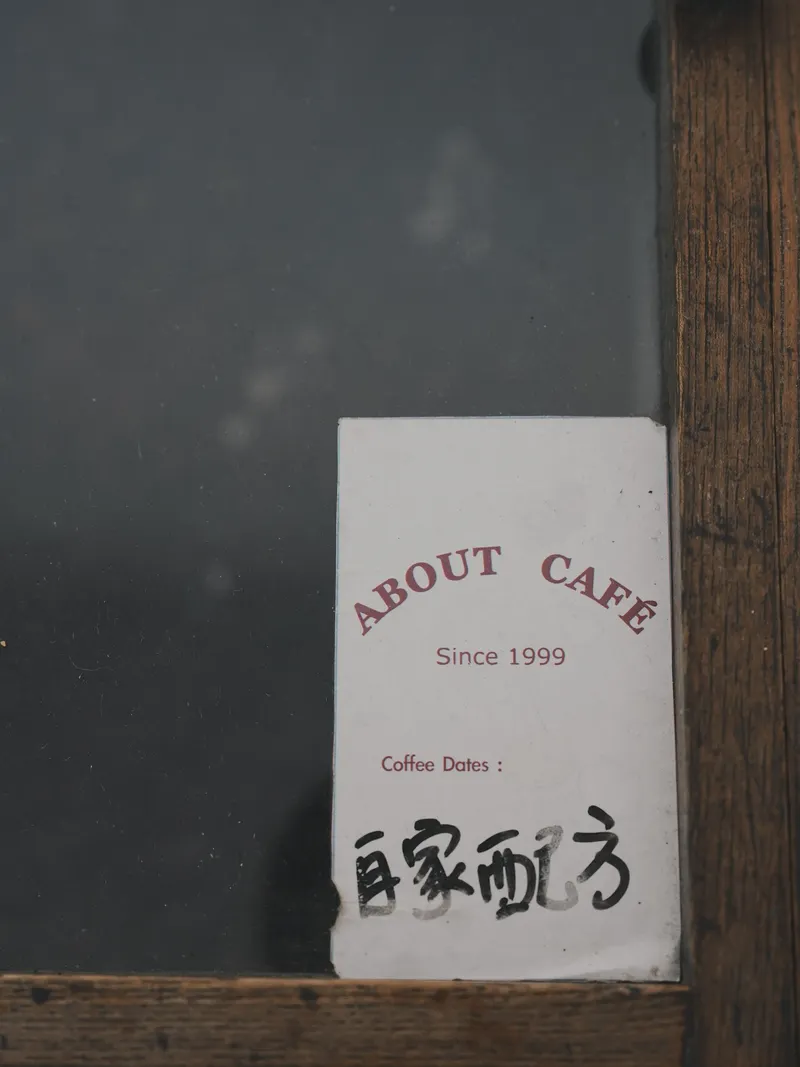 ABOUT CAFÉ
Since 1999
Coffee Dates :
自家配方